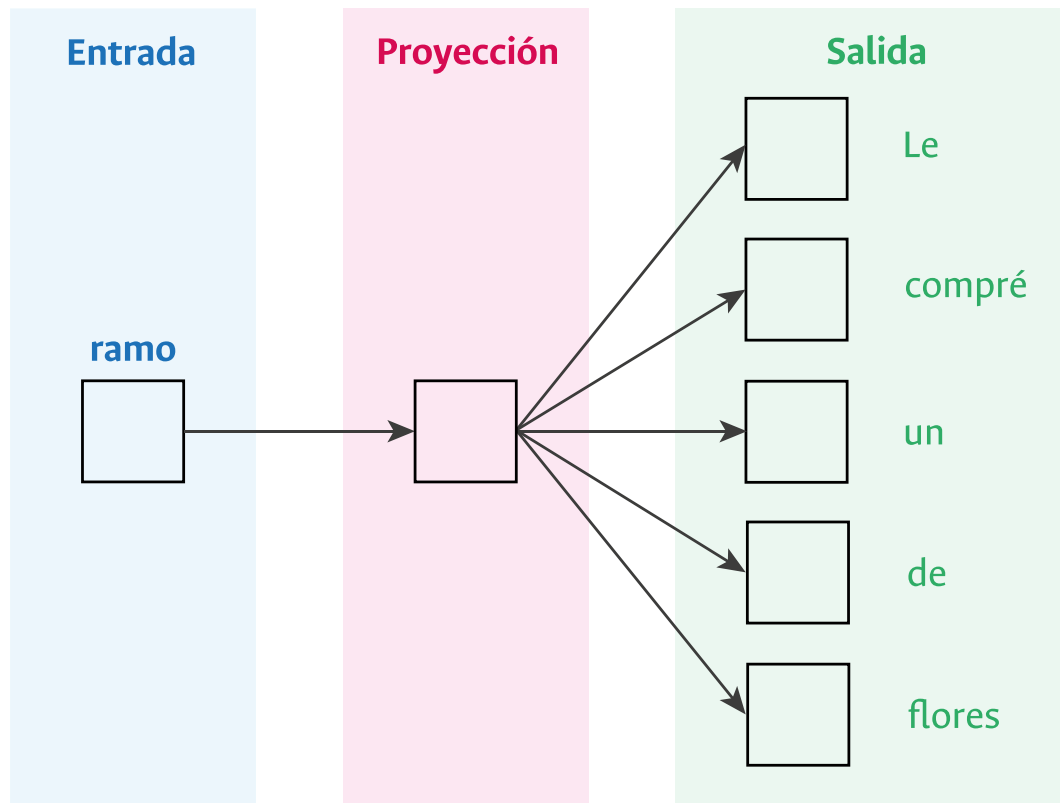 Entrada
Proyección
Salida
ramo
Le
compré
un
de
flores